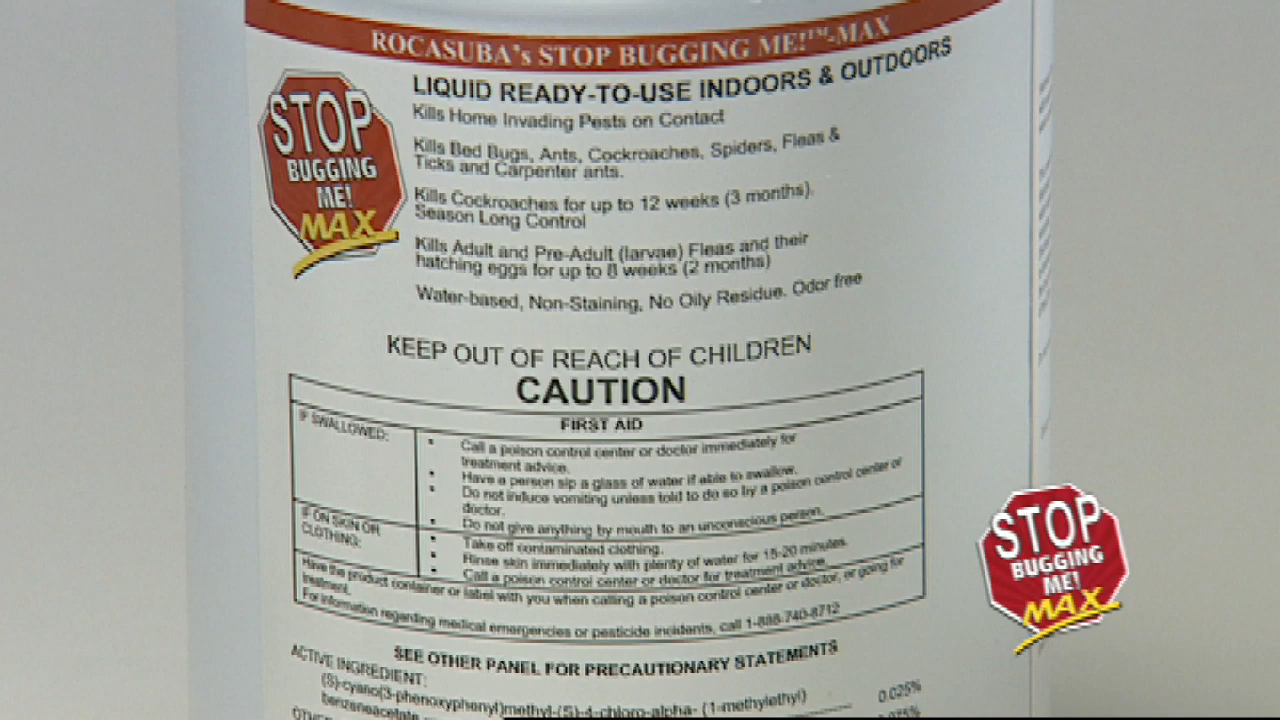 ROCASUBA's STOP BUGGING ME!™-MAX
STOP
BUGGING
ME!
MAX
LIQUID READY-TO-USE INDOORS & OUTDOORS
Kills Home Invading Pests on Contact
Kills Bed Bugs, Ants, Cockroaches, Spiders, Fleas &
Ticks and Carpenter ants.
Kills Cockroaches for up to 12 weeks (3 months).
Season Long Control
Kills Adult and Pre-Adult (larvae) Fleas and their
hatching eggs for up to 8 weeks (2 months)
Water-based, Non-Staining, No Oily Residue. Odor free
KEEP OUT OF REACH OF CHILDREN
CAUTION
FIRST AID
IF SWALLOWED:
• Call a poison control center or doctor immediately for
treatment advice.
• Have a person sip a glass of water if able to swallow.
• Do not induce vomiting unless told to do so by a poison control center or
doctor.
• Do not give anything by mouth to an unconscious person.
IF ON SKIN OR
CLOTHING:
• Take off contaminated clothing.
• Rinse skin immediately with plenty of water for 15-20 minutes.
• Call a poison control center or doctor for treatment advice.
Have the product container or label with you when calling a poison control center or doctor, or going for
treatment.
For information regarding medical emergencies or pesticide incidents, call 1-888-740-8712
SEE OTHER PANEL FOR PRECAUTIONARY STATEMENTS
ACTIVE INGREDIENT:
(S)-cyano(3-phenoxyphenyl)methyl-(S)-4-chloro-alpha- (1-methylethyl)
benzeneacetate 0.025%
STOP
BUGGING
ME!
MAX